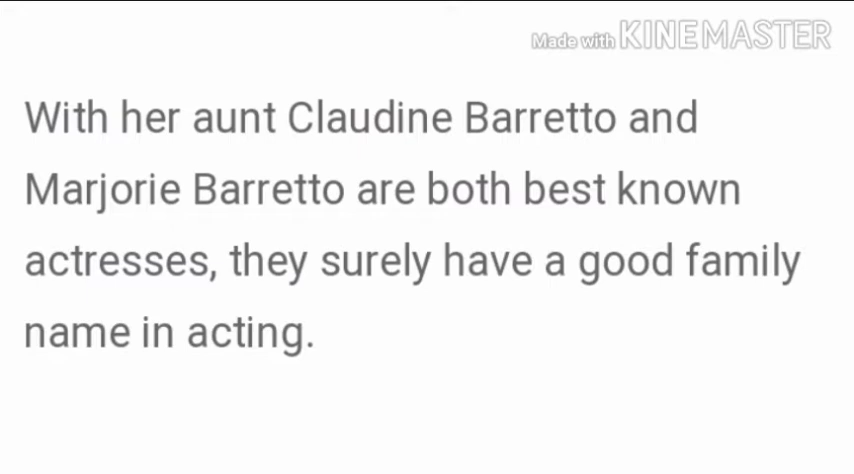 Made with KINEMASTER
With her aunt Claudine Barretto and
Marjorie Barretto are both best known
actresses, they surely have a good family
name in acting.